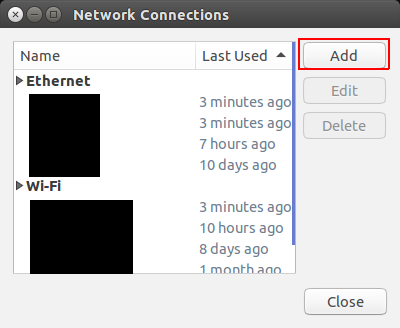 Network Connections
Name Last Used
Add
Ethernet
Edit
3 minutes ago
3 minutes ago
Delete
7 hours ago
10 days ago
Wi-Fi
3 minutes ago
10 hours ago
8 days ago
1 month ago
Close